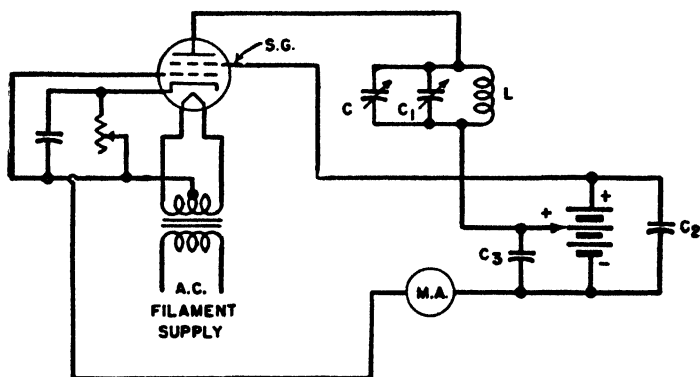 S.G.
C
C1
L
+
+
-
C2
C3
M.A.
A.C.
FILAMENT
SUPPLY